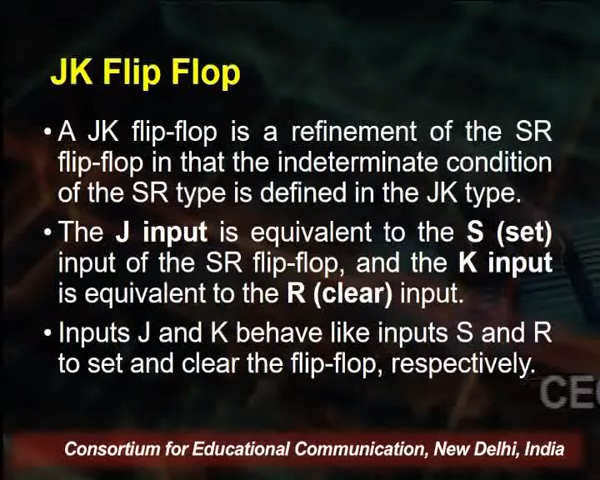 JK Flip Flop
• A JK flip-flop is a refinement of the SR
flip-flop in that the indeterminate condition
of the SR type is defined in the JK type.
• The J input is equivalent to the S (set)
input of the SR flip-flop, and the K input
is equivalent to the R (clear) input.
• Inputs J and K behave like inputs S and R
to set and clear the flip-flop, respectively.
CEC
Consortium for Educational Communication, New Delhi, India